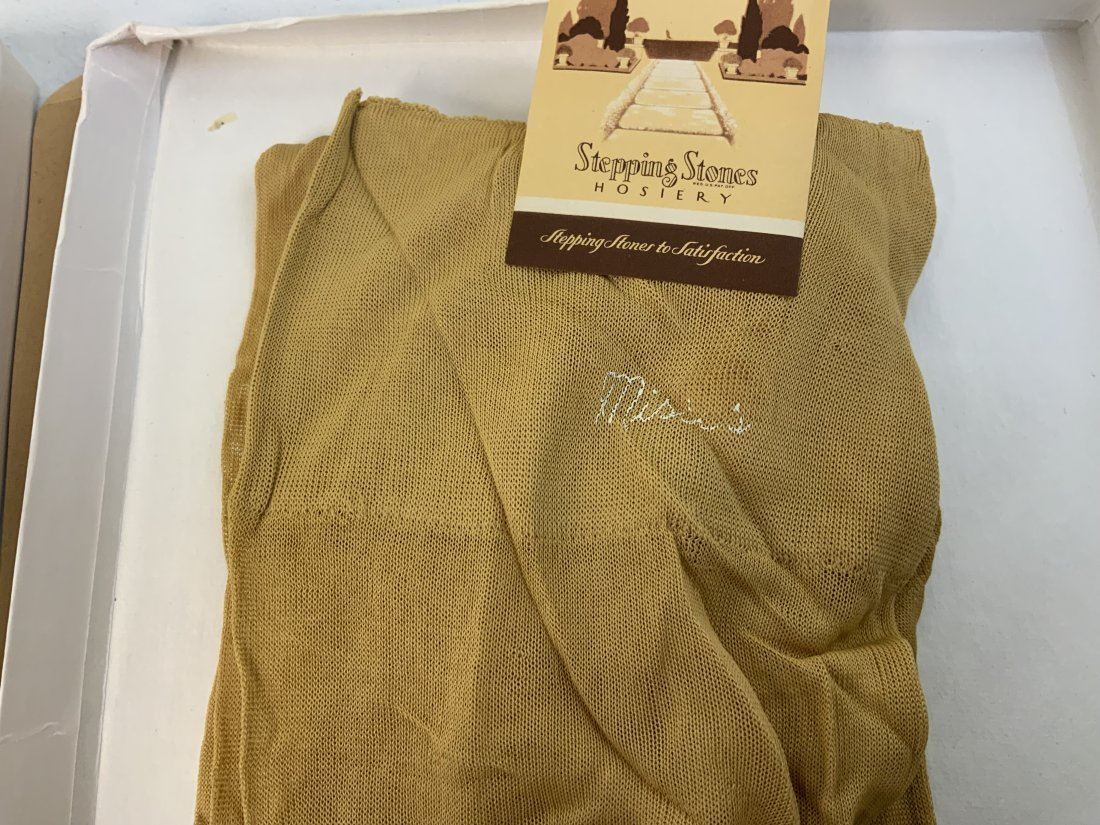 Stepping Stones
REG. U.S. PAT. OFF.
HOSIERY
Stepping Stones to Satisfaction